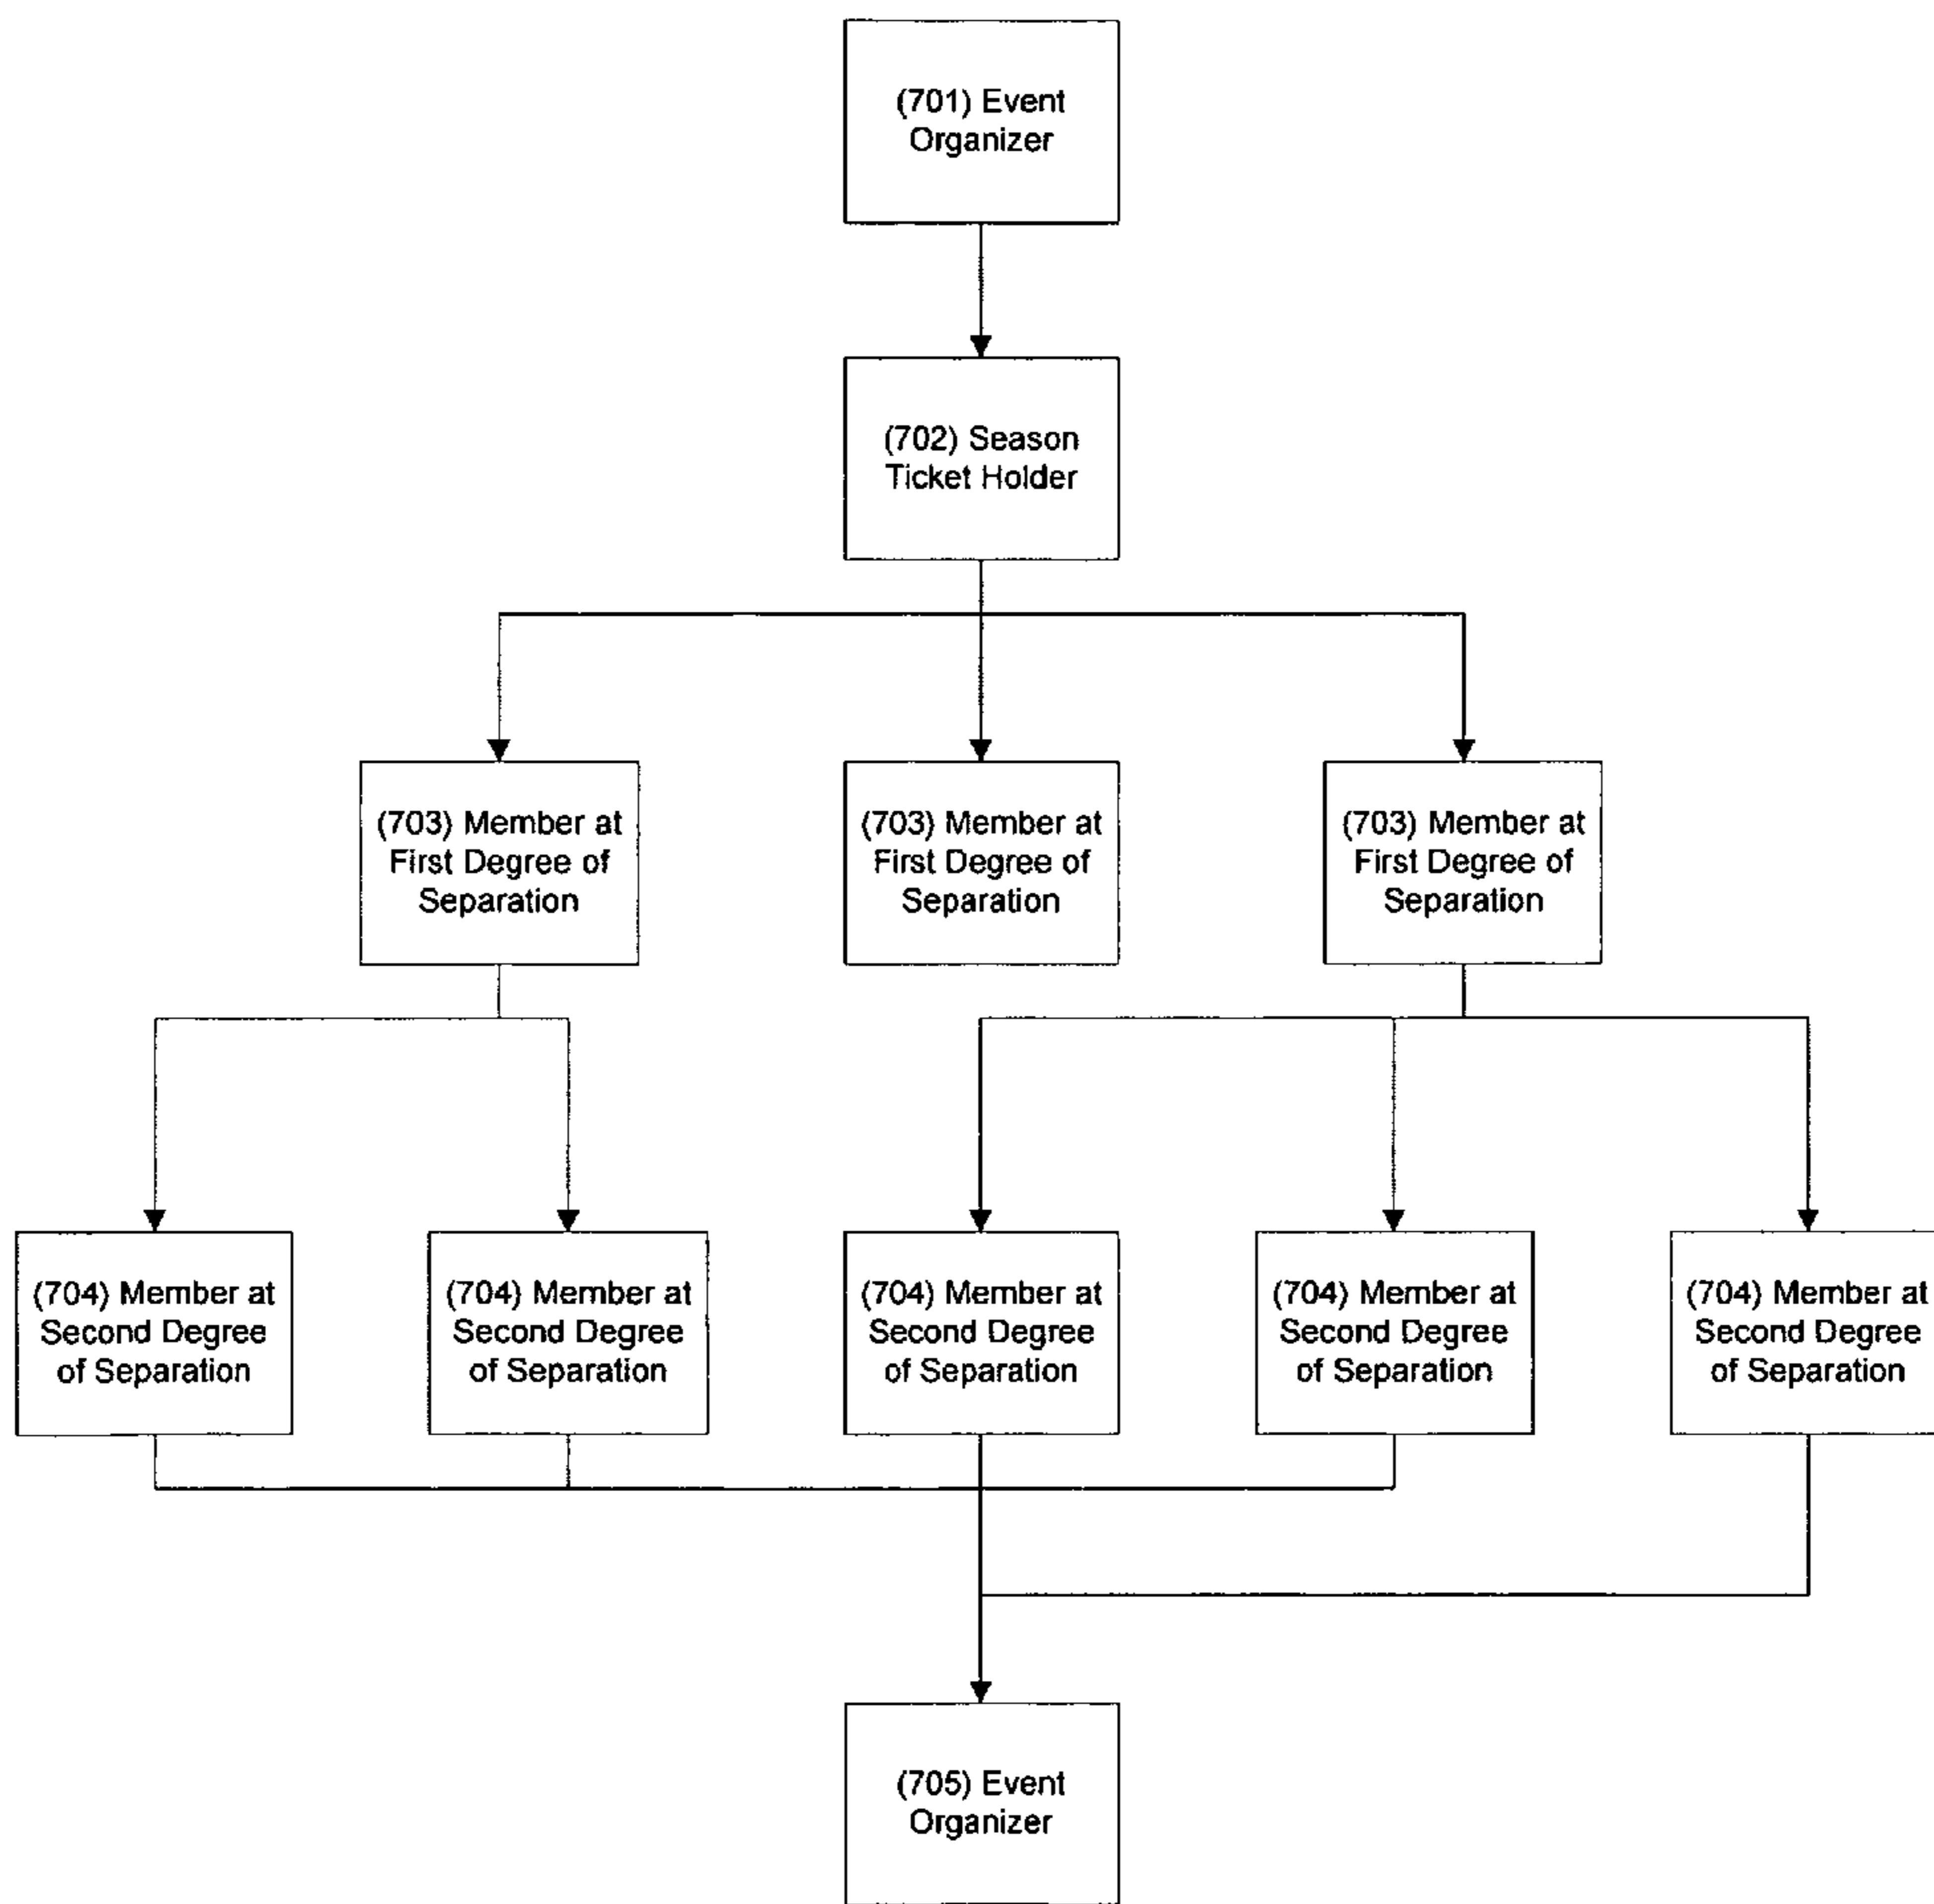 (701) Event
Organizer
(702) Season
Ticket Holder
(703) Member at
First Degree of
Separation
(703) Member at
First Degree of
Separation
(703) Member at
First Degree of
Separation
(704) Member at
Second Degree
of Separation
(704) Member at
Second Degree
of Separation
(704) Member at
Second Degree
of Separation
(704) Member at
Second Degree
of Separation
(704) Member at
Second Degree
of Separation
(705) Event
Organizer